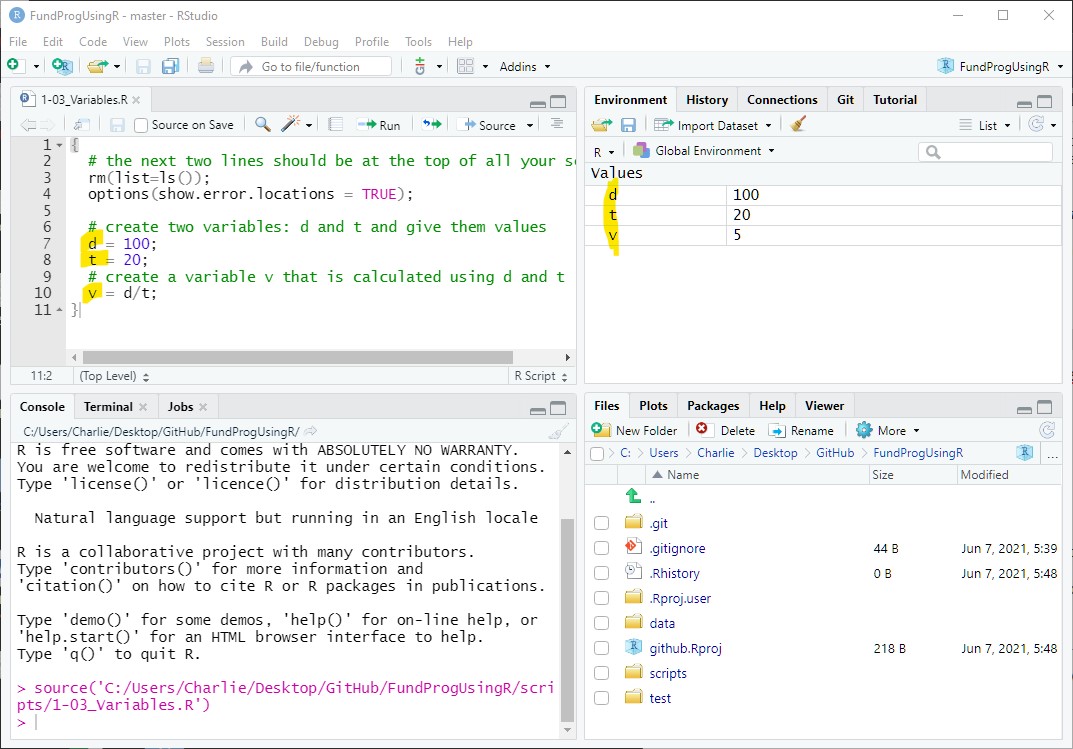 FundProgUsingR - master - RStudio
File Edit Code View Plots Session Build Debug Profile Tools Help
Go to file/function Addins FundProgUsingR
1-03_Variables.R
Source on Save Run Source
1 {
2 # the next two lines should be at the top of all your s
3 rm(list=ls());
4 options(show.error.locations = TRUE);
5
6 # create two variables: d and t and give them values
7 d = 100;
8 t = 20;
9 # create a variable v that is calculated using d and t
10 v = d/t;
11 }
11:2 (Top Level) R Script
Environment History Connections Git Tutorial
Import Dataset List
R Global Environment
Values
d 100
t 20
v 5
Console Terminal Jobs
C:/Users/Charlie/Desktop/GitHub/FundProgUsingR/
R is free software and comes with ABSOLUTELY NO WARRANTY.
You are welcome to redistribute it under certain conditions.
Type 'license()' or 'licence()' for distribution details.
Natural language support but running in an English locale
R is a collaborative project with many contributors.
Type 'contributors()' for more information and
'citation()' on how to cite R or R packages in publications.
Type 'demo()' for some demos, 'help()' for on-line help, or
'help.start()' for an HTML browser interface to help.
Type 'q()' to quit R.
> source('C:/Users/Charlie/Desktop/GitHub/FundProgUsingR/scri
pts/1-03_Variables.R')
>
Files Plots Packages Help Viewer
New Folder Delete Rename More
C: Users Charlie Desktop GitHub FundProgUsingR ...
Name Size Modified
..
.git
.gitignore 44 B Jun 7, 2021, 5:39
.Rhistory 0 B Jun 7, 2021, 5:48
.Rproj.user
data
github.Rproj 218 B Jun 7, 2021, 5:48
scripts
test